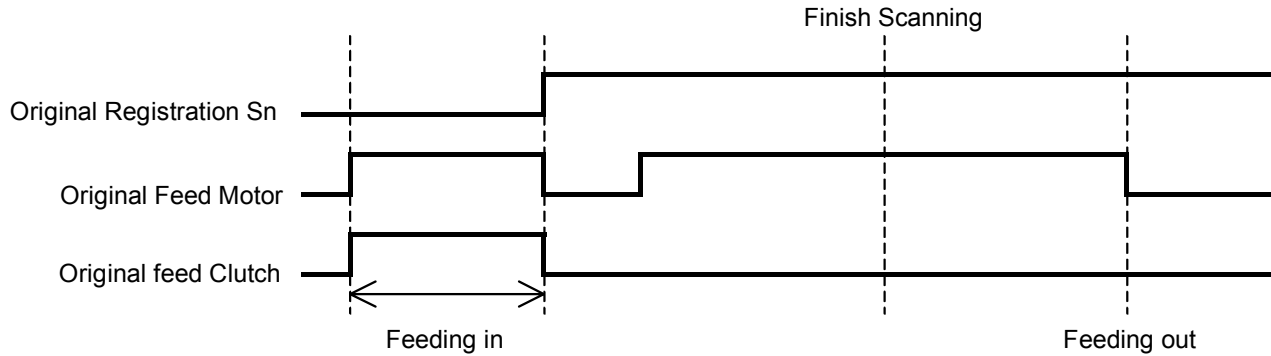 Finish Scanning
Original Registration Sn
Original Feed Motor
Original feed Clutch
Feeding in
Feeding out